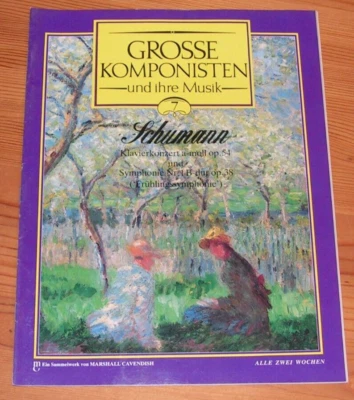 GROSSE
KOMPONISTEN
und ihre Musik
7
Schumann
Klavierkonzert a-moll op. 54
und
Symphonie Nr. 1 B-dur op. 38
('Frühlingssymphonie')
Ein Sammelwerk von MARSHALL CAVENDISH
ALLE ZWEI WOCHEN